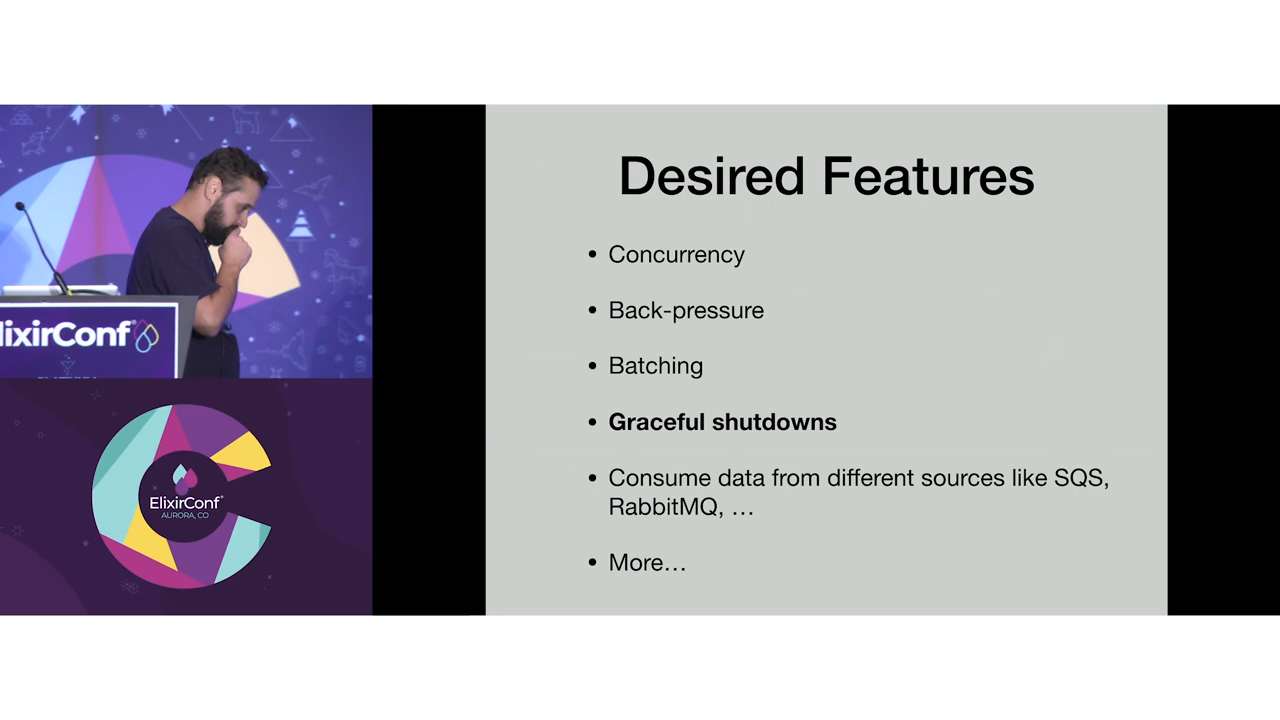 lixirConf
Desired Features
• Concurrency
• Back-pressure
• Batching
• Graceful shutdowns
• Consume data from different sources like SQS,
RabbitMQ, …
• More…
ElixirConf
AURORA, CO